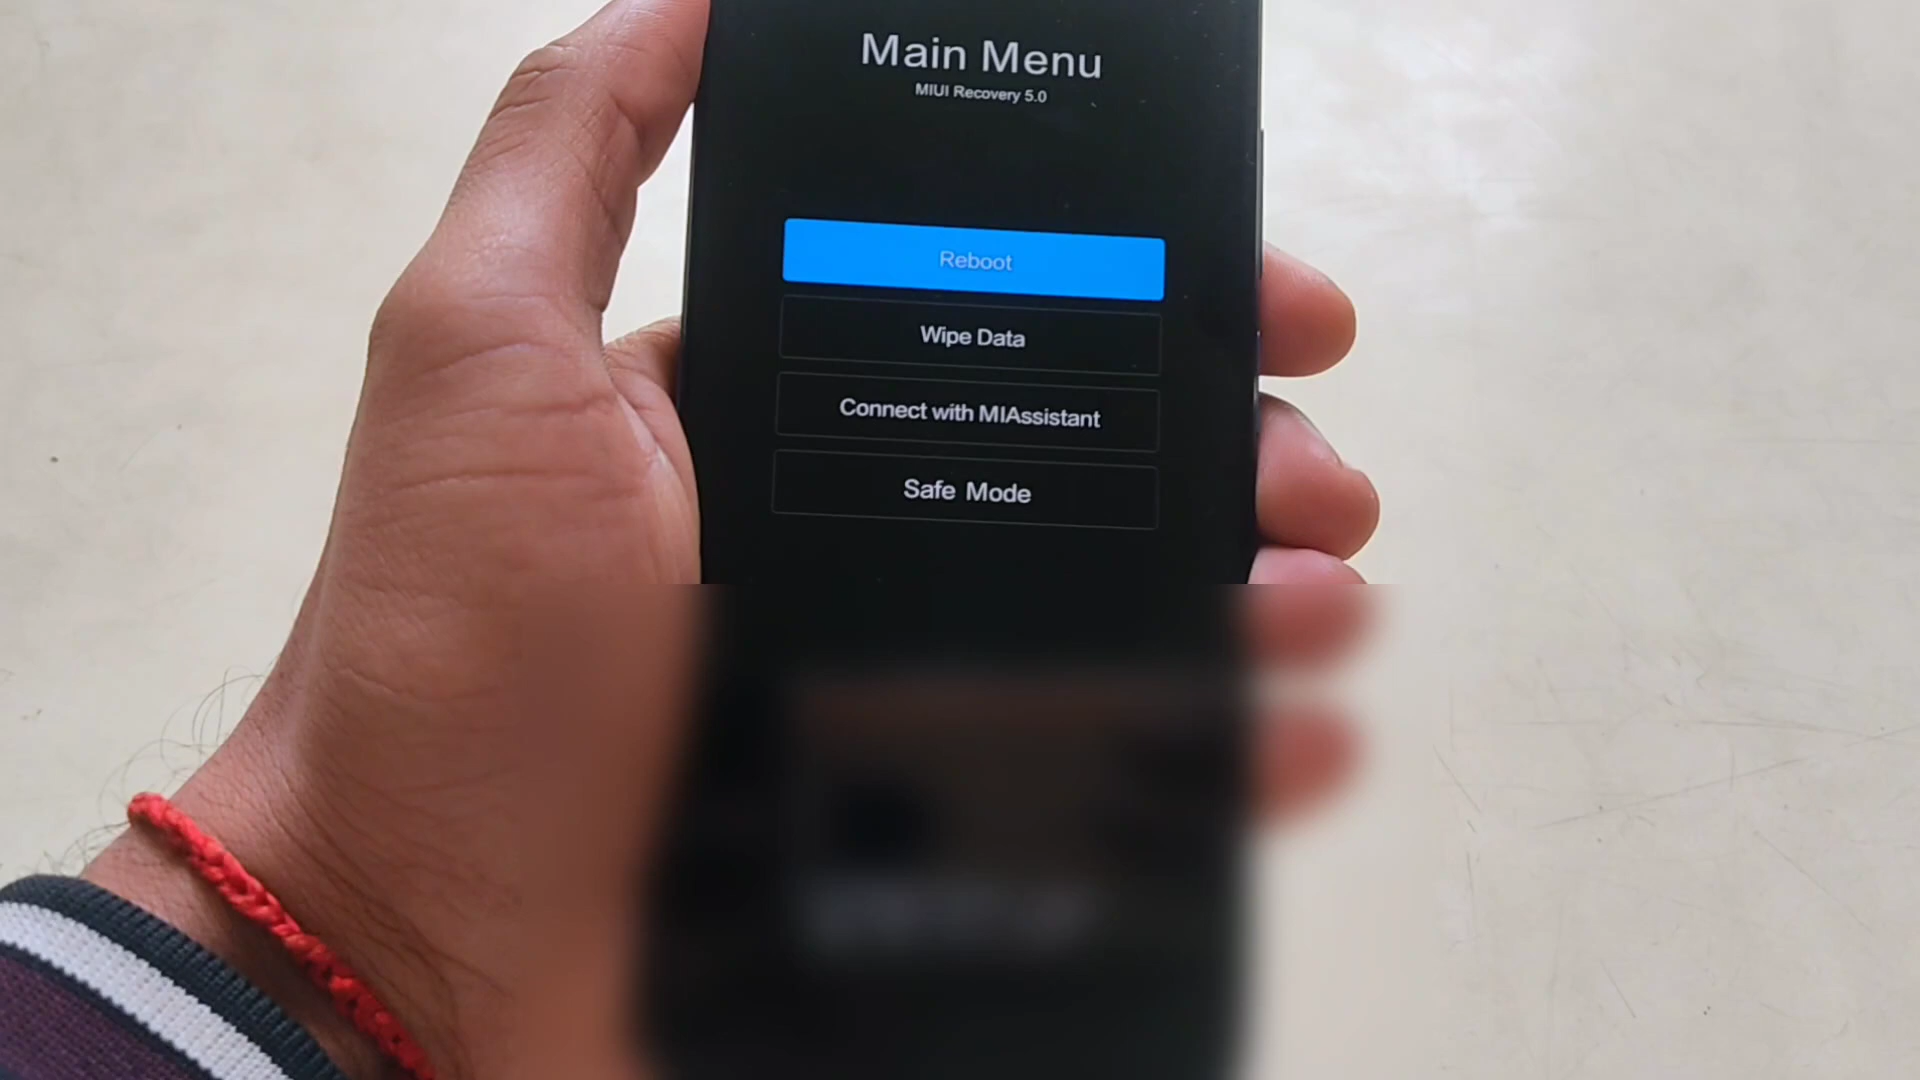 Main Menu
MIUI Recovery 5.0
Reboot
Wipe Data
Connect with MIAssistant
Safe Mode